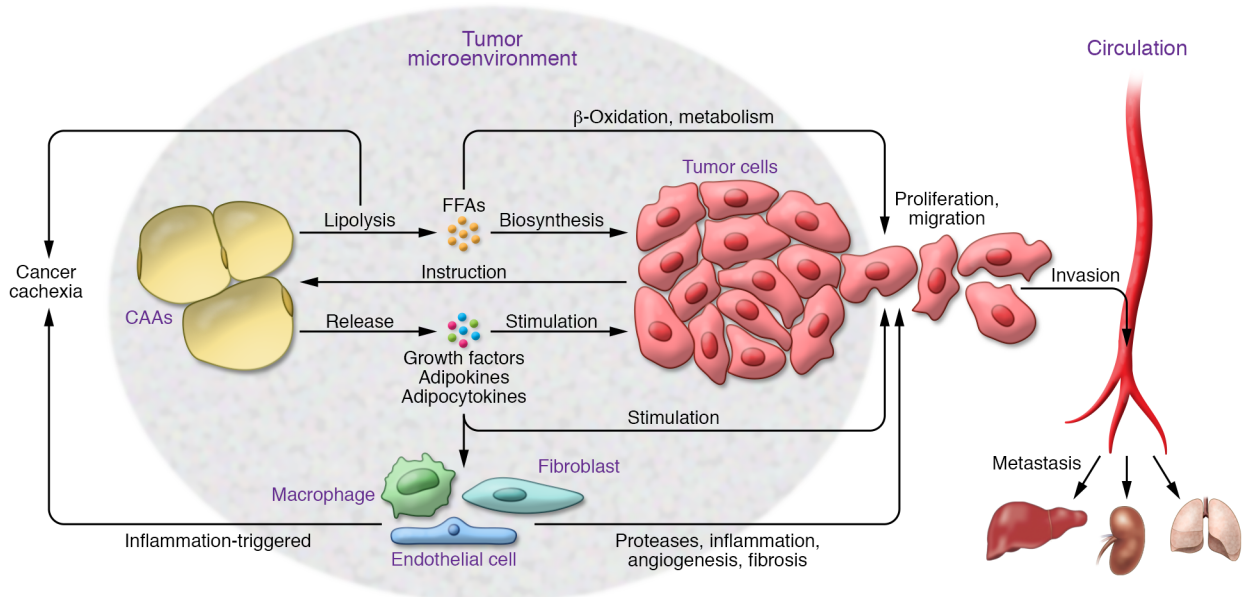 Tumor
microenvironment
Circulation
β-Oxidation, metabolism
Tumor cells
Proliferation,
migration
FFAs
Lipolysis
Biosynthesis
Instruction
Invasion
Cancer
cachexia
CAAs
Release
Stimulation
Growth factors
Adipokines
Adipocytokines
Stimulation
Metastasis
Fibroblast
Macrophage
Endothelial cell
Inflammation-triggered
Proteases, inflammation,
angiogenesis, fibrosis